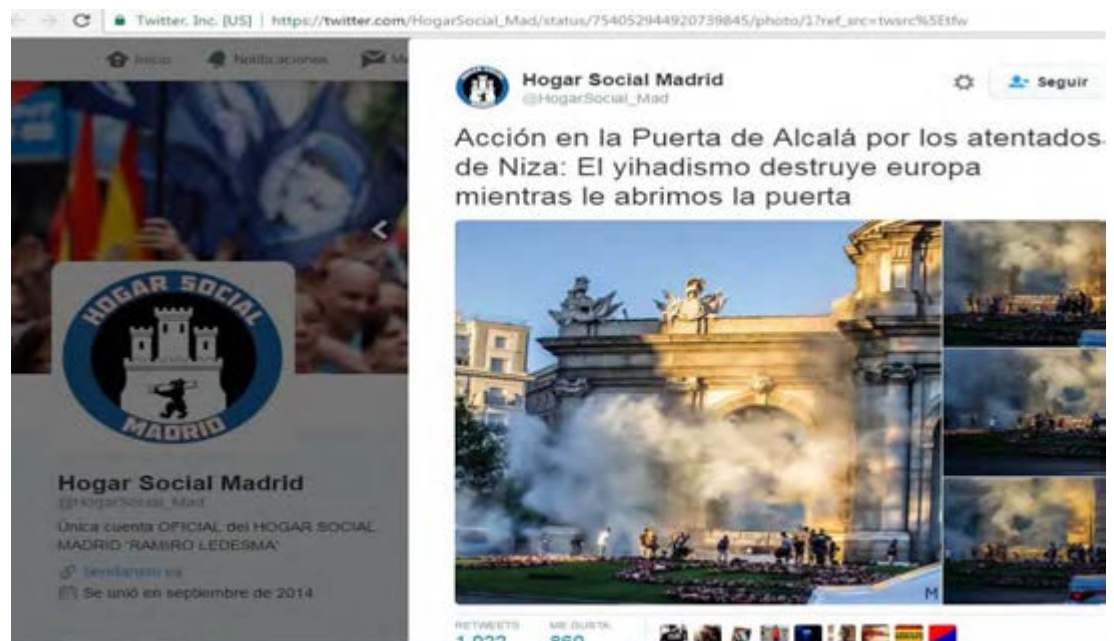 Twitter, Inc. [US] | https://twitter.com/HogarSocial_Mad/status/754052944920739845/photo/1?ref_src=twsrc%5Etfw
Inicio Notificaciones Me
Hogar Social Madrid
@HogarSocial_Mad
Seguir
Acción en la Puerta de Alcalá por los atentados
de Niza: El yihadismo destruye europa
mientras le abrimos la puerta
HOGAR SOCIAL
MADRID
Hogar Social Madrid
@HogarSocial_Mad
Única cuenta OFICIAL del HOGAR SOCIAL
MADRID "RAMIRO LEDESMA"
Se unió en septiembre de 2014
M
RETWEETS ME GUSTA